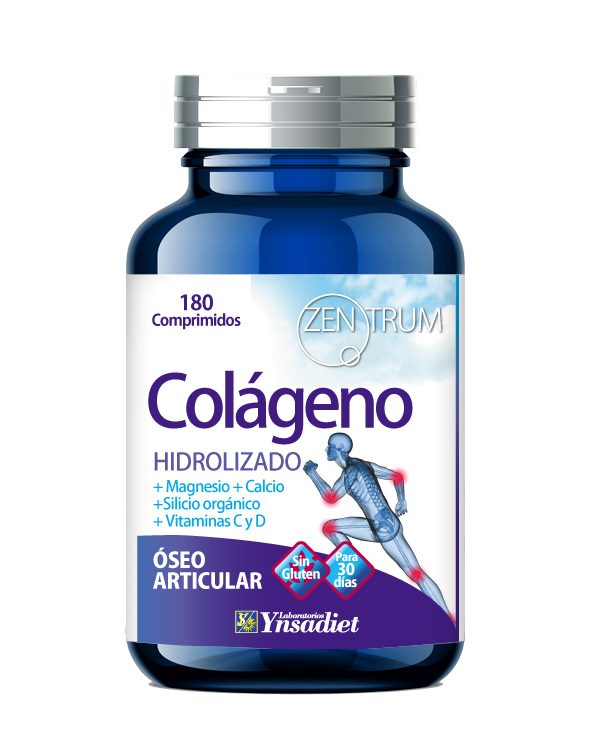 180
Comprimidos
ZENTRUM
Colágeno
HIDROLIZADO
+ Magnesio + Calcio
+Silicio orgánico
+ Vitaminas C y D
ÓSEO
ARTICULAR
Sin
Gluten
Para
30
días
Laboratorios
Ynsadiet